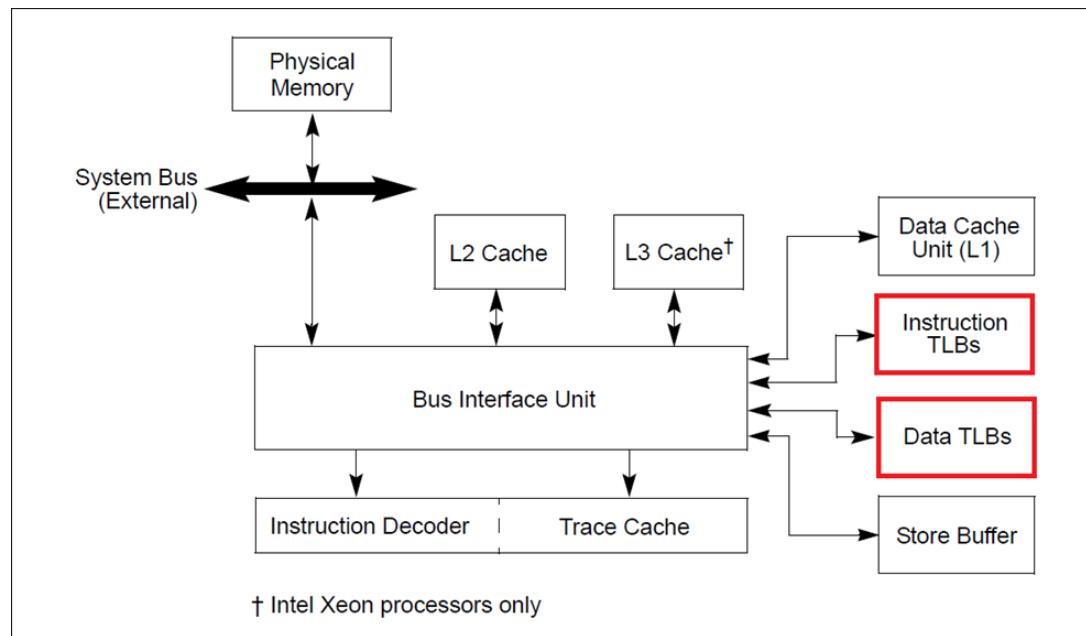 Physical
Memory
System Bus
(External)
L2 Cache
L3 Cache†
Data Cache
Unit (L1)
Instruction
TLBs
Bus Interface Unit
Data TLBs
Instruction Decoder
Trace Cache
Store Buffer
† Intel Xeon processors only